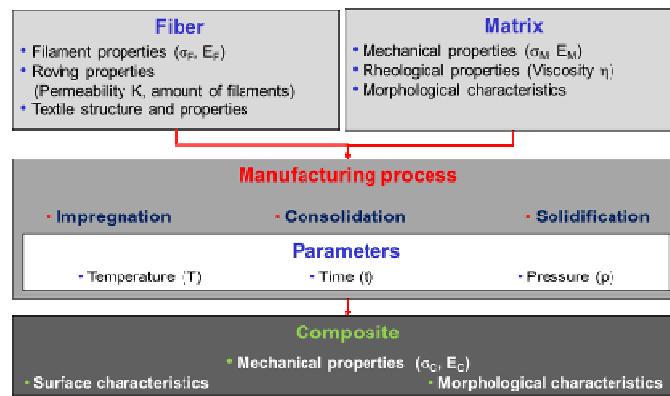 Fiber
• Filament properties (σF, EF)
• Roving properties
(Permeability K, amount of filaments)
• Textile structure and properties
Matrix
• Mechanical properties (σM EM)
• Rheological properties (Viscosity η)
• Morphological characteristics
Manufacturing process
• Impregnation
• Consolidation
• Solidification
Parameters
• Temperature (T)
• Time (t)
• Pressure (p)
Composite
• Mechanical properties (σC, EC)
• Surface characteristics
• Morphological characteristics